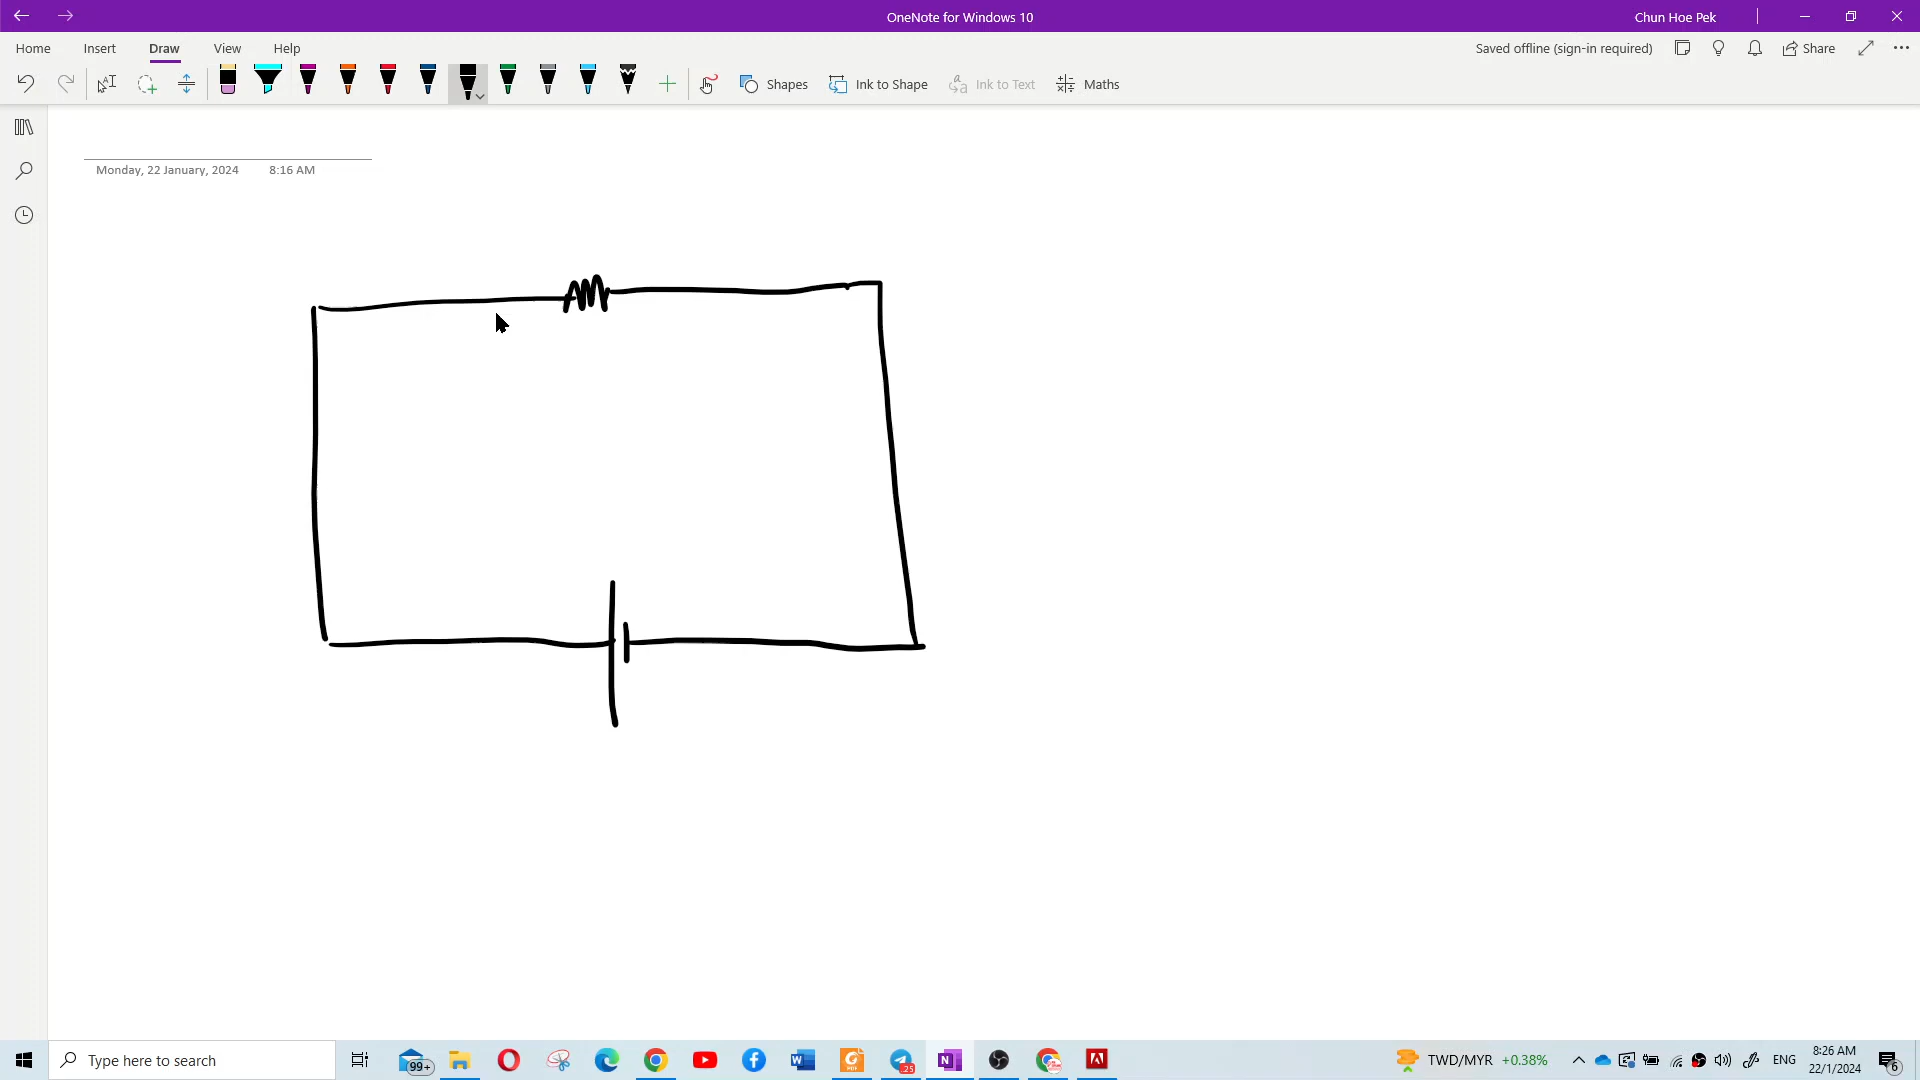 OneNote for Windows 10
Chun Hoe Pek
Home Insert Draw View Help
Saved offline (sign-in required)
Share
Shapes
Ink to Shape
Ink to Text
Maths
Monday, 22 January, 2024 8:16 AM
Type here to search
99+
W
25
N
TWD/MYR +0.38%
ENG
8:26 AM
22/1/2024
6